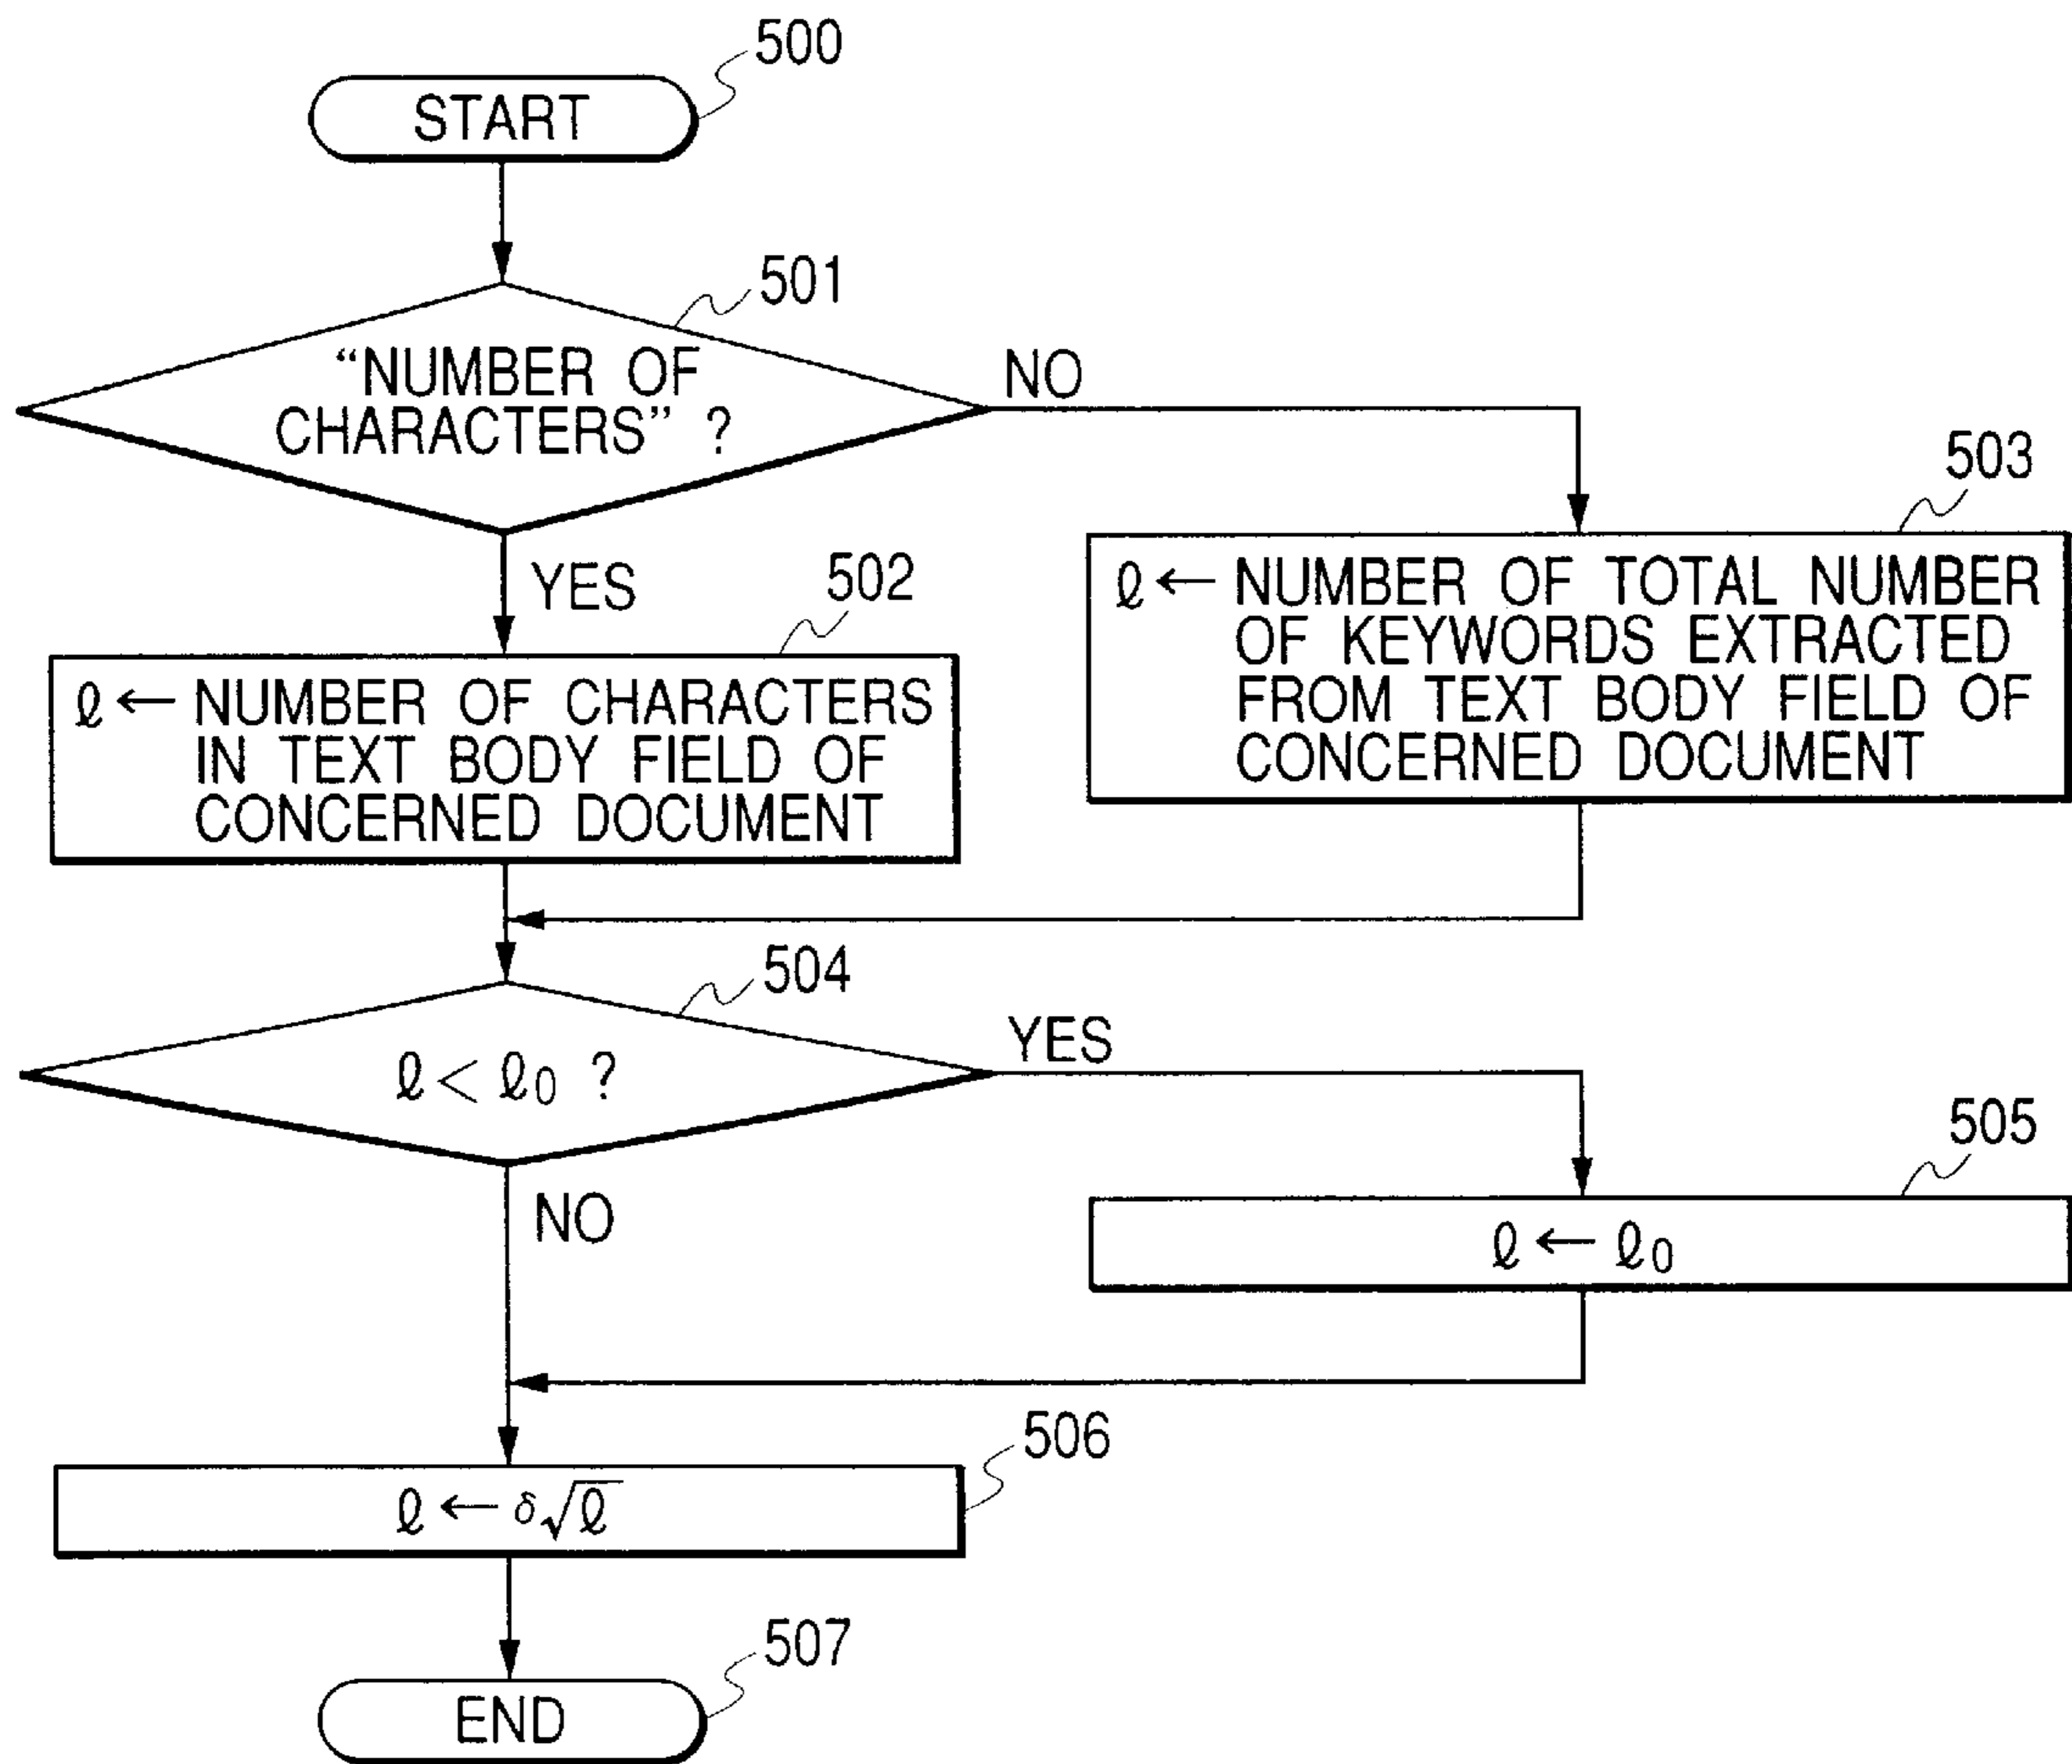 500
START
501
“NUMBER OF
CHARACTERS” ?
NO
503
ℓ ← NUMBER OF TOTAL NUMBER
OF KEYWORDS EXTRACTED
FROM TEXT BODY FIELD OF
CONCERNED DOCUMENT
YES
502
ℓ ← NUMBER OF CHARACTERS
IN TEXT BODY FIELD OF
CONCERNED DOCUMENT
504
ℓ < ℓ0 ?
YES
505
ℓ ← ℓ0
NO
506
ℓ ← δ√ℓ
507
END